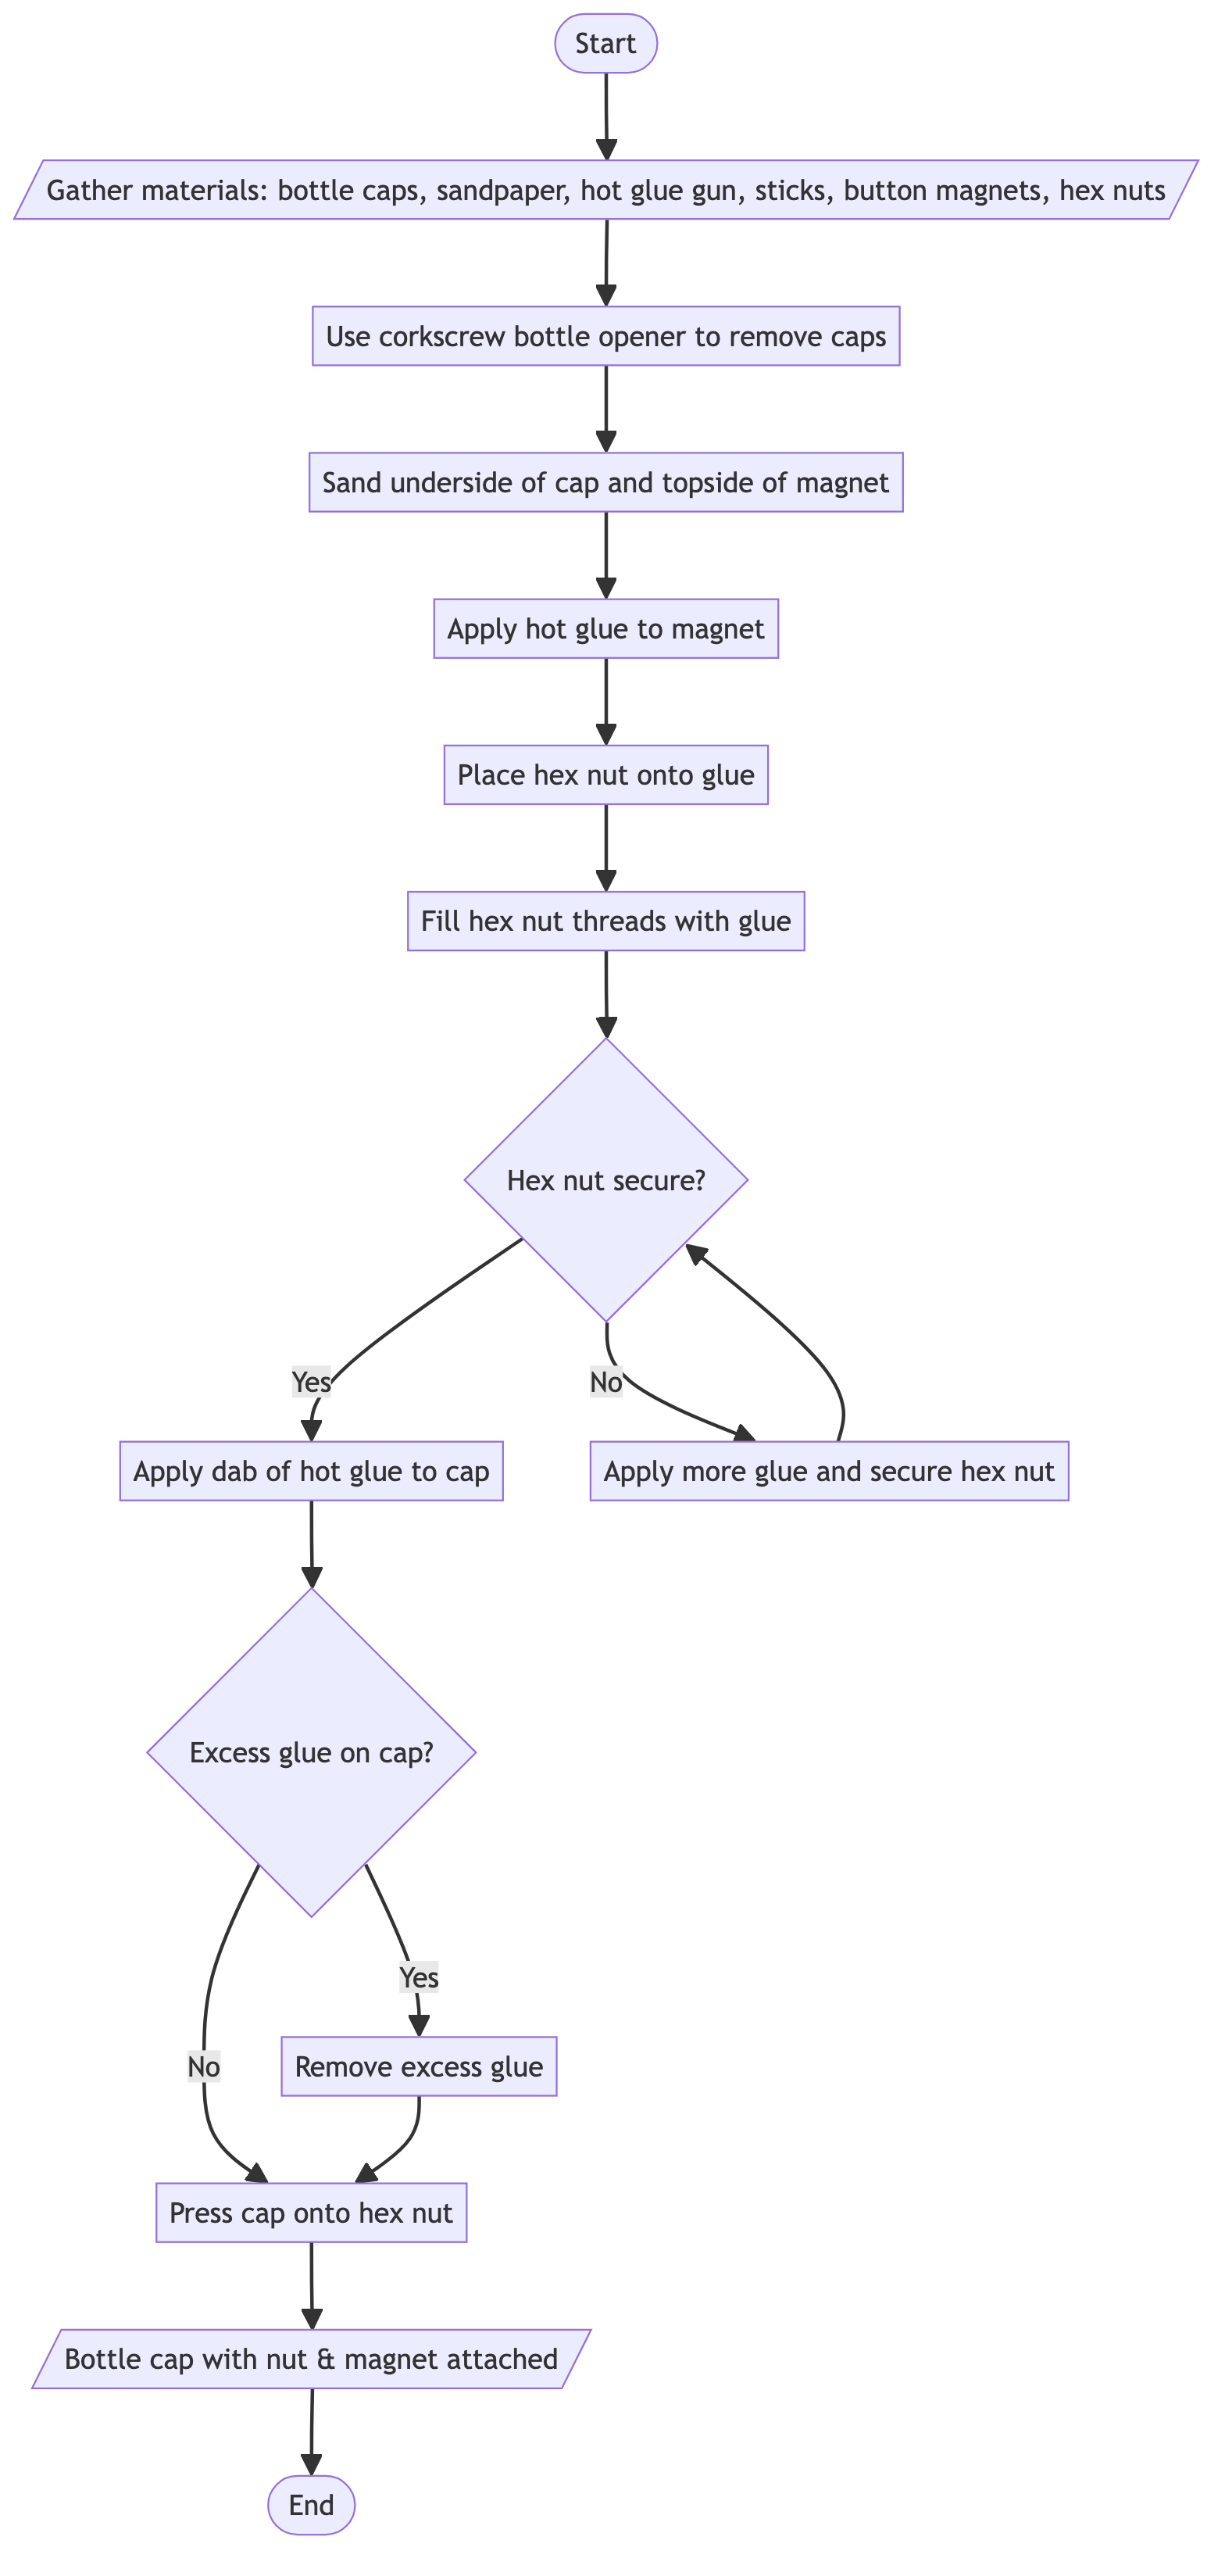 Start
Gather materials: bottle caps, sandpaper, hot glue gun, sticks, button magnets, hex nuts
Use corkscrew bottle opener to remove caps
Sand underside of cap and topside of magnet
Apply hot glue to magnet
Place hex nut onto glue
Fill hex nut threads with glue
Hex nut secure?
Yes
No
Apply dab of hot glue to cap
Apply more glue and secure hex nut
Excess glue on cap?
Yes
No
Remove excess glue
Press cap onto hex nut
Bottle cap with nut & magnet attached
End